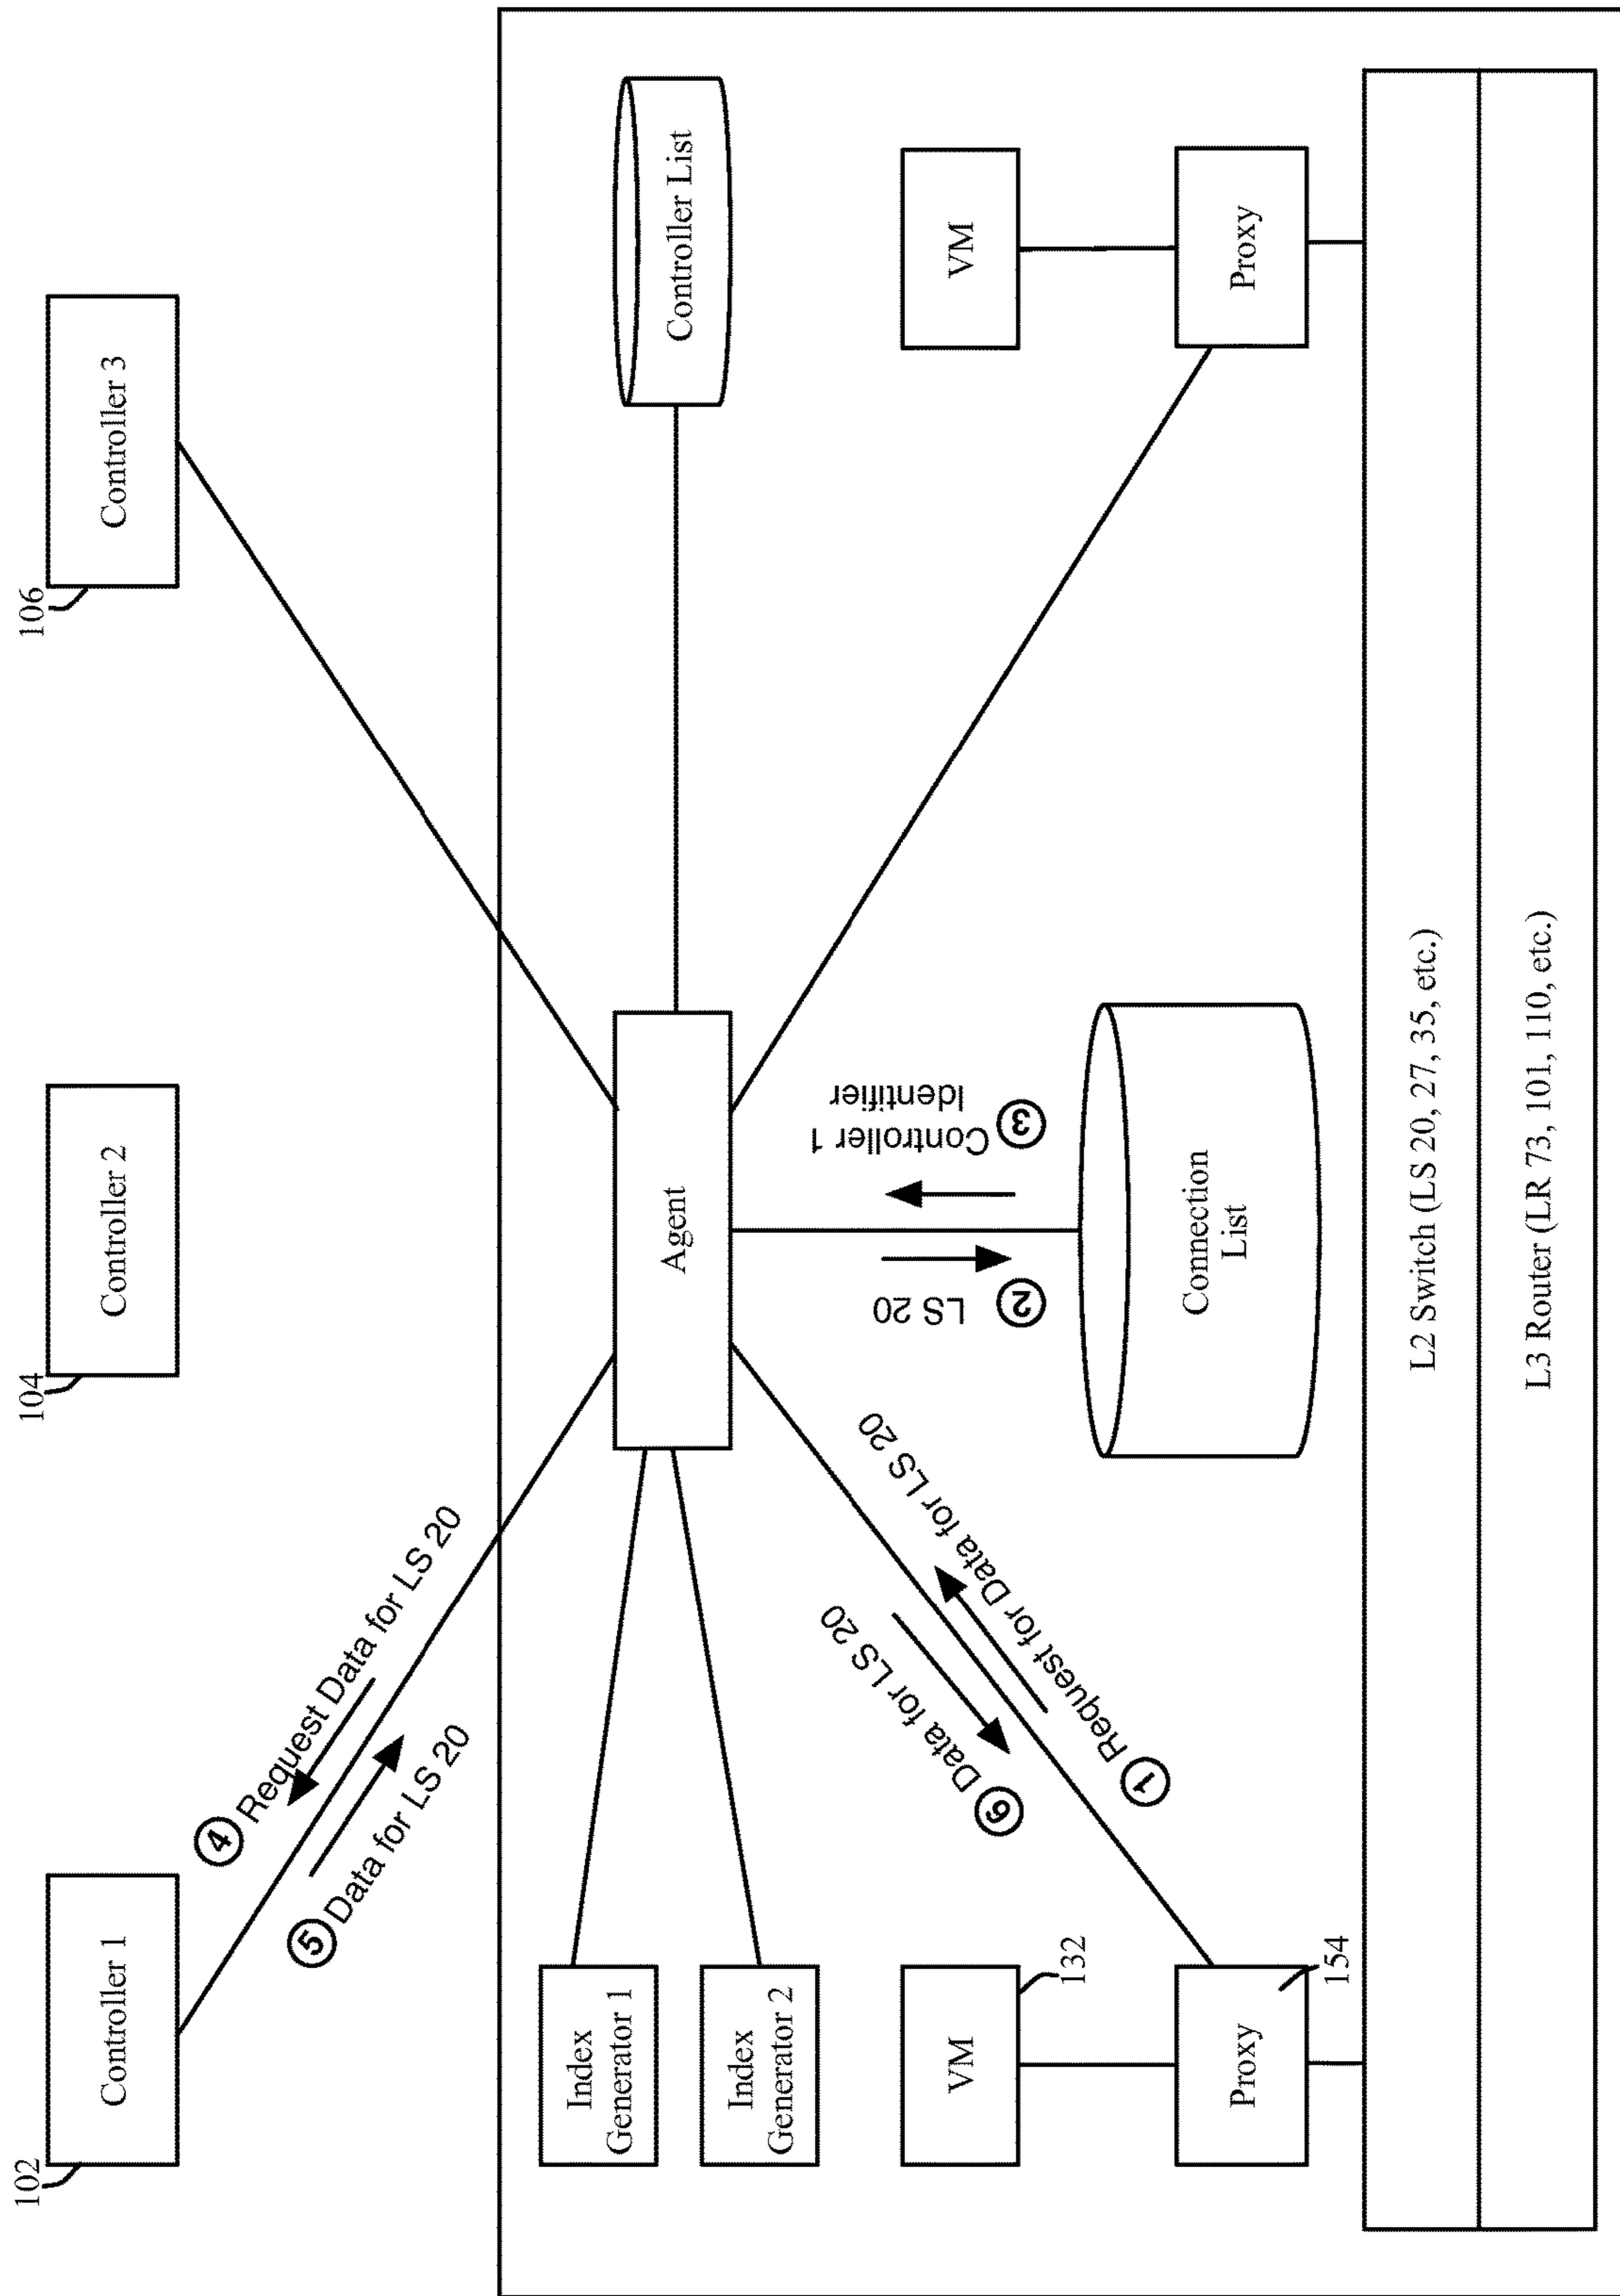 102
Controller 1
104
Controller 2
106
Controller 3
④ Request Data for LS 20
⑤ Data for LS 20
Index
Generator 1
Index
Generator 2
Agent
Controller List
VM
132
Proxy
154
⑥ Data for LS 20
① Request for Data for LS 20
LS 20
②
Controller 1
Identifier
③
Connection
List
VM
Proxy
L2 Switch (LS 20, 27, 35, etc.)
L3 Router (LR 73, 101, 110, etc.)